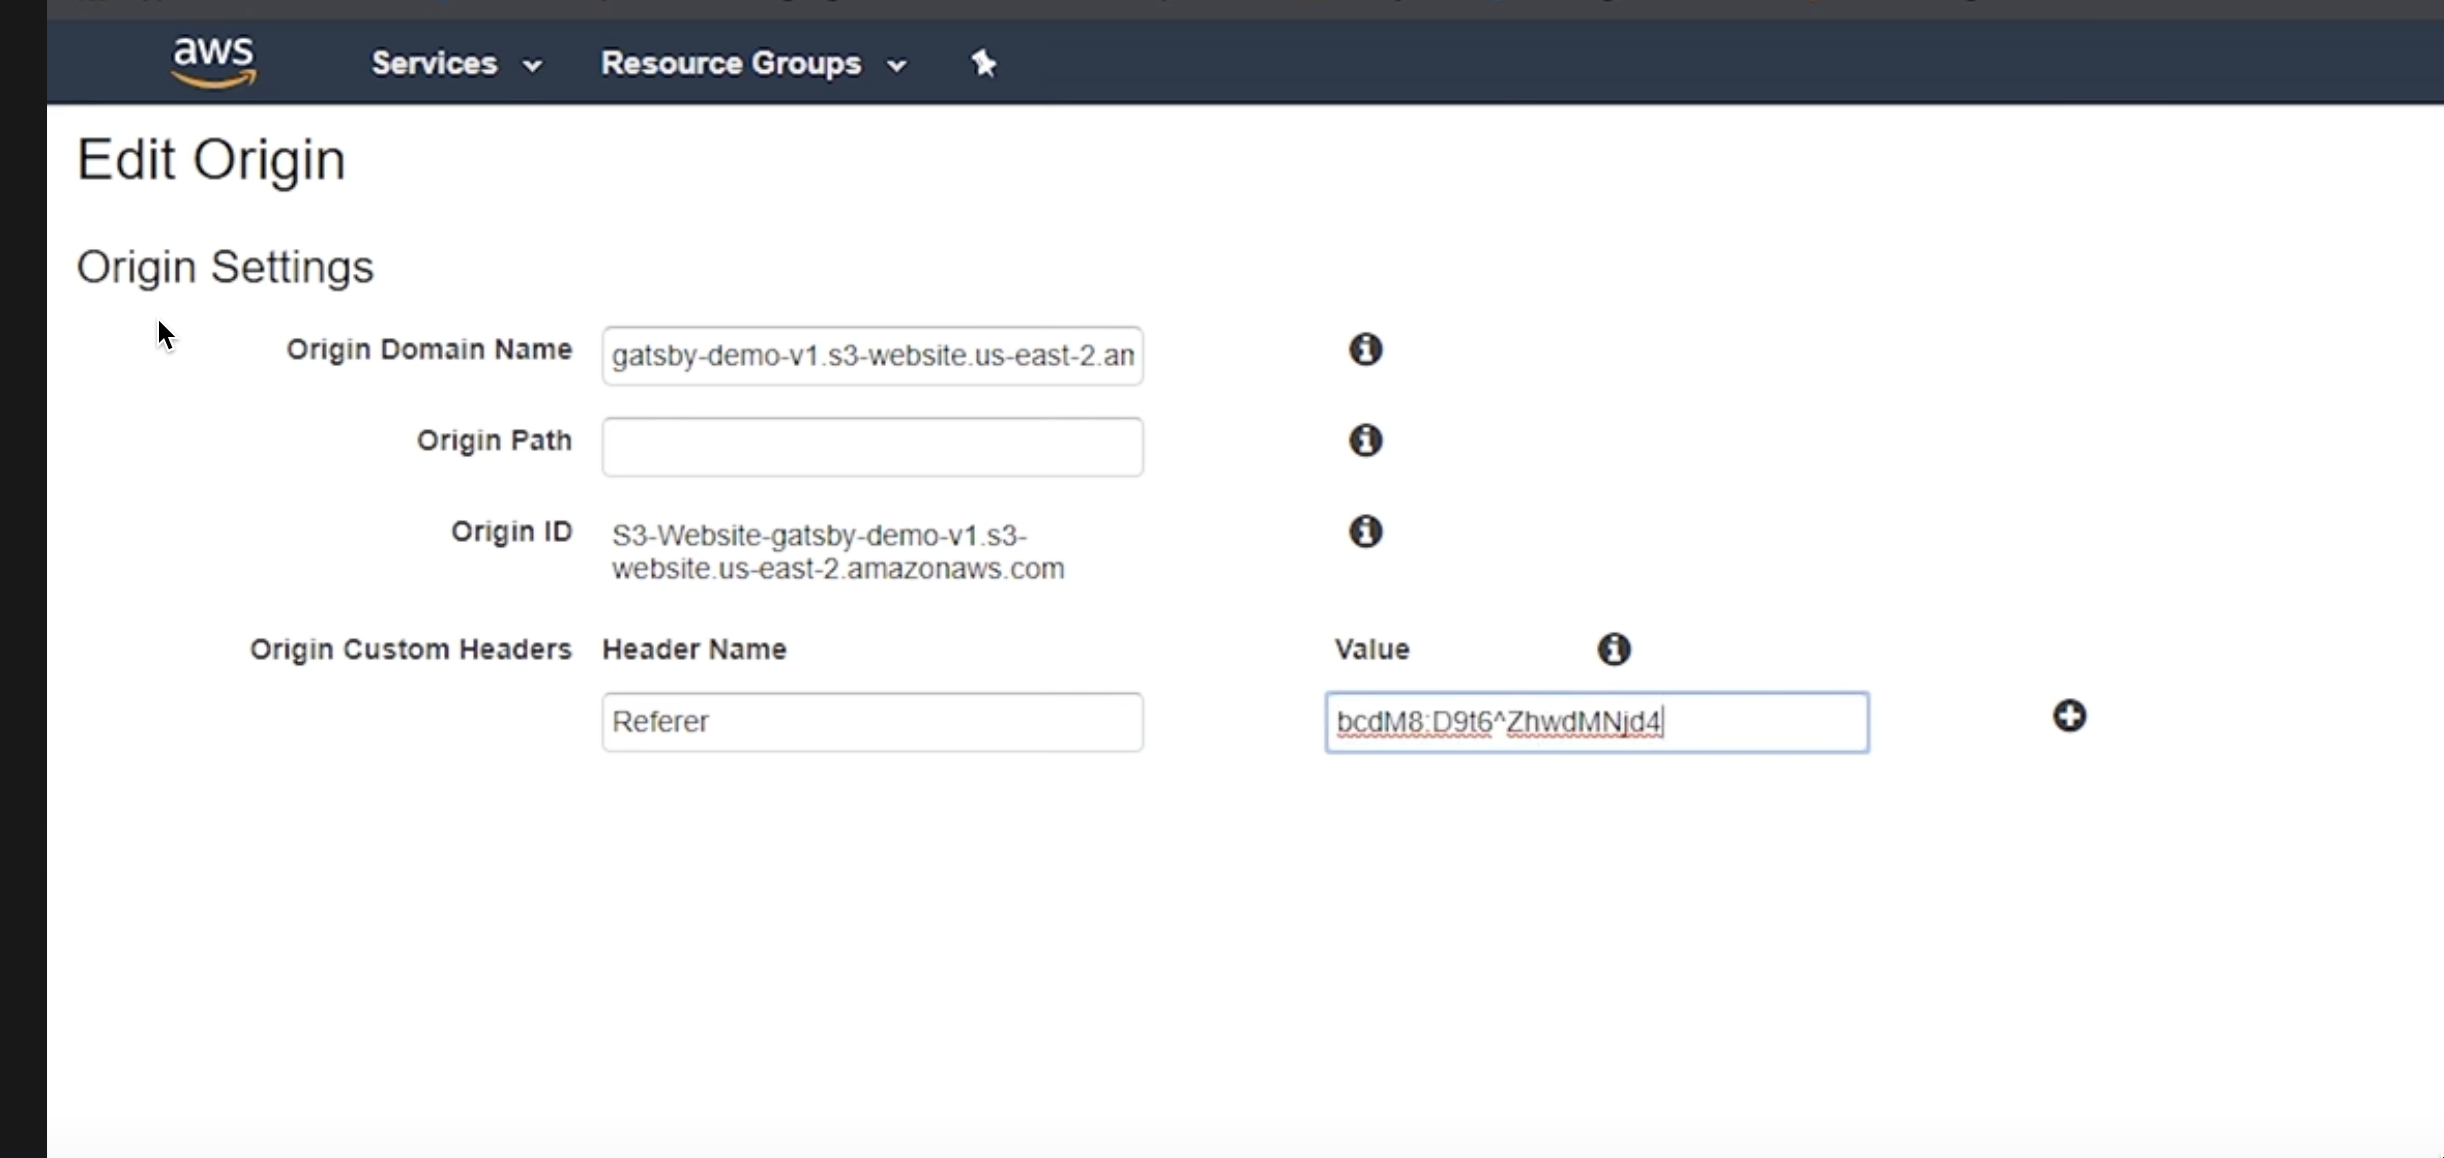 aws Services Resource Groups
Edit Origin
Origin Settings
Origin Domain Name gatsby-demo-v1.s3-website.us-east-2.an
Origin Path
Origin ID S3-Website-gatsby-demo-v1.s3-
website.us-east-2.amazonaws.com
Origin Custom Headers Header Name Value
Referer bcdM8:D9t6^ZhwdMNjd4